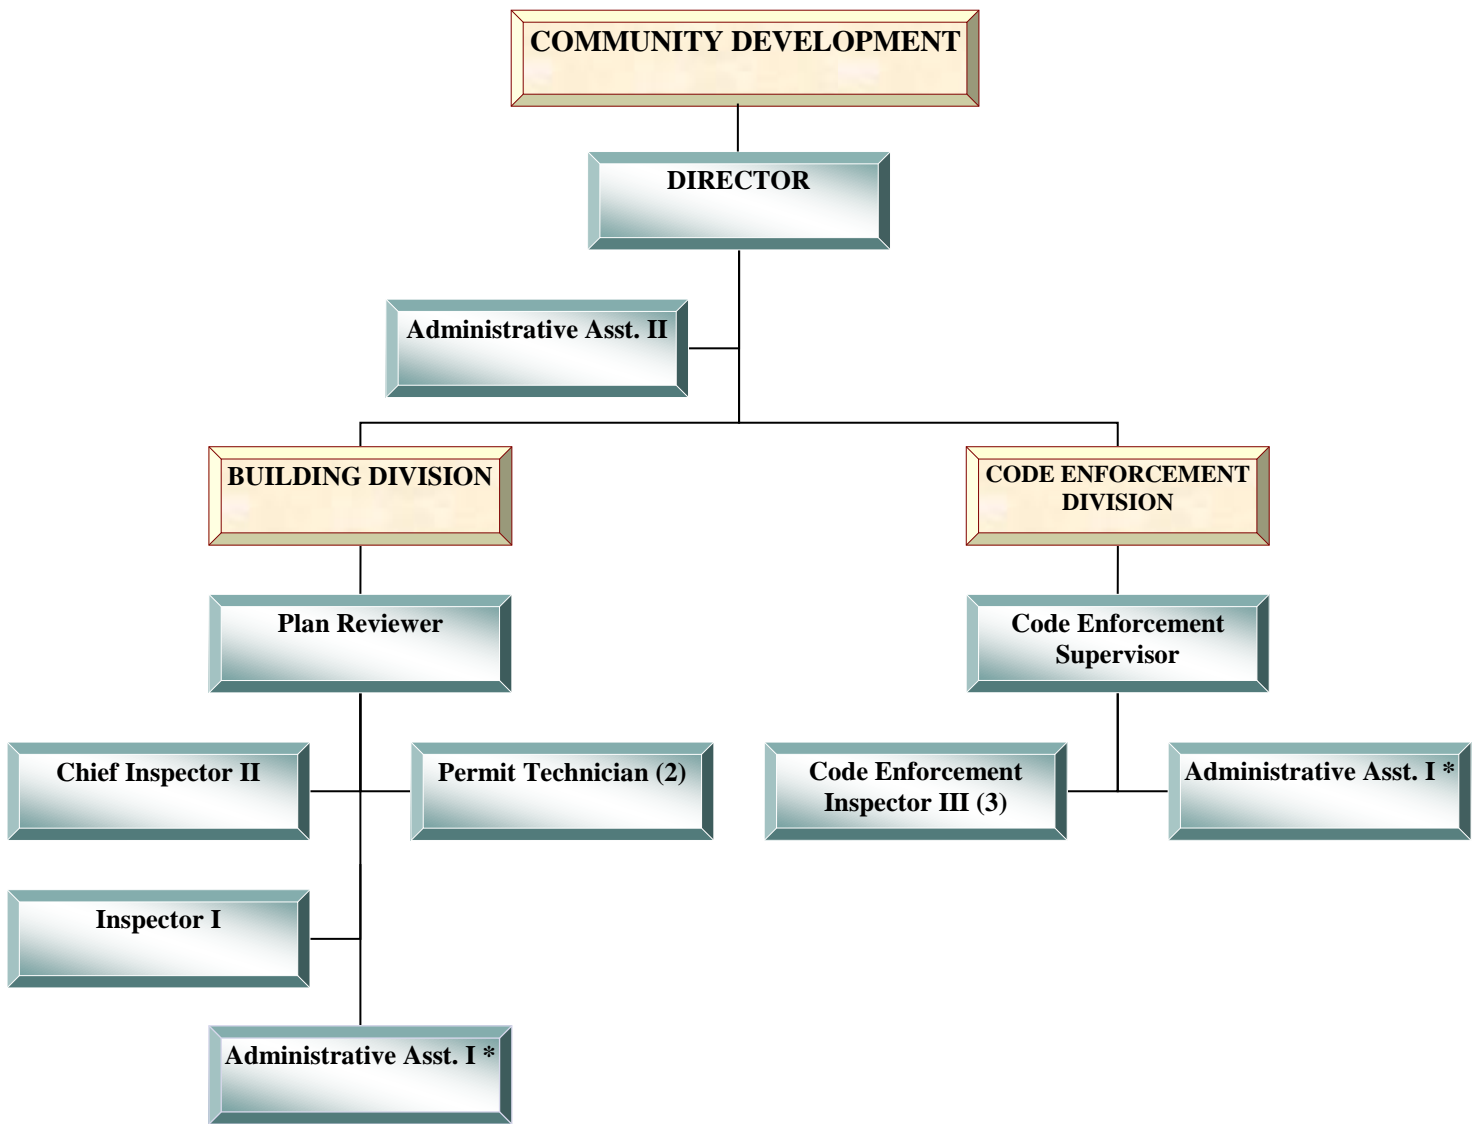 COMMUNITY DEVELOPMENT
DIRECTOR
Administrative Asst. II
BUILDING DIVISION
CODE ENFORCEMENT
DIVISION
Plan Reviewer
Code Enforcement
Supervisor
Chief Inspector II
Permit Technician (2)
Code Enforcement
Inspector III (3)
Administrative Asst. I *
Inspector I
Administrative Asst. I *